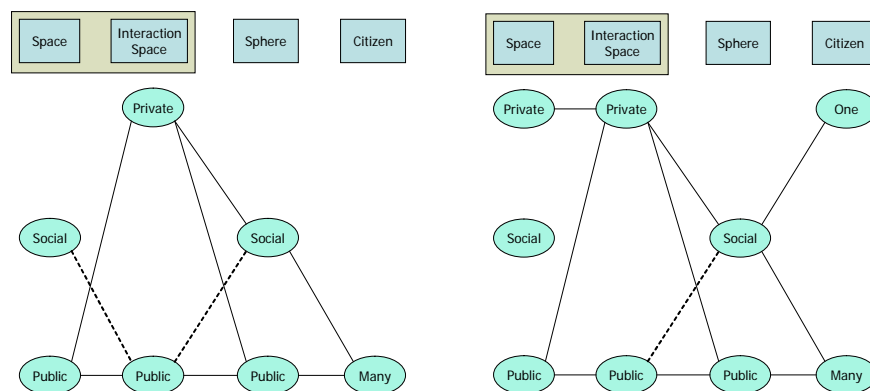 Space
Interaction
Space
Sphere
Citizen
Private
Social
Social
Public
Public
Public
Many
Space
Interaction
Space
Sphere
Citizen
Private
Private
One
Social
Social
Public
Public
Public
Many